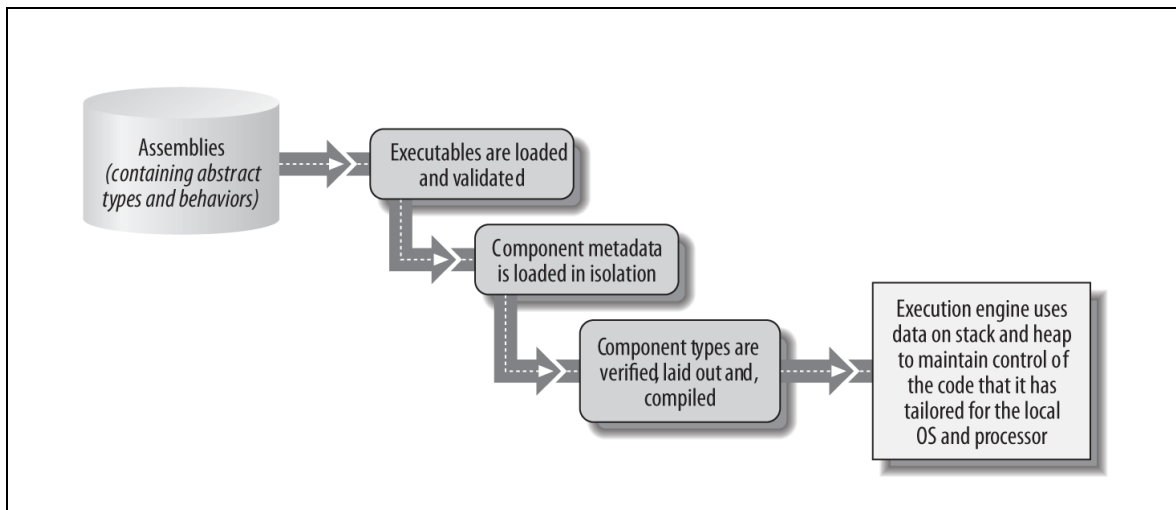 Assemblies
(containing abstract
types and behaviors)
Executables are loaded
and validated
Component metadata
is loaded in isolation
Component types are
verified, laid out and,
compiled
Execution engine uses
data on stack and heap
to maintain control of
the code that it has
tailored for the local
OS and processor